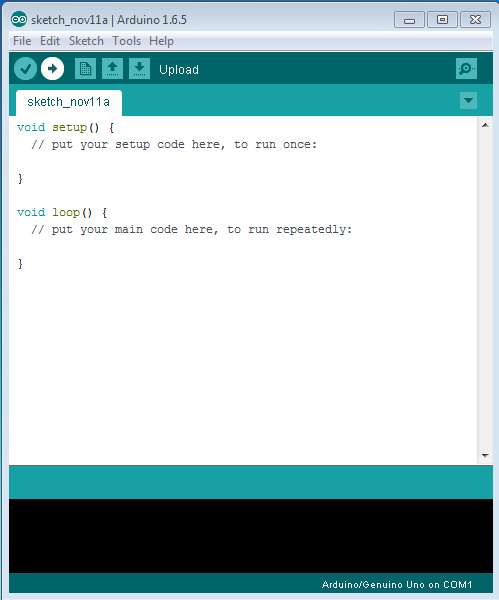 sketch_nov11a | Arduino 1.6.5
File Edit Sketch Tools Help
Upload
sketch_nov11a
void setup() {
  // put your setup code here, to run once:
}
void loop() {
  // put your main code here, to run repeatedly:
}
Arduino/Genuino Uno on COM1